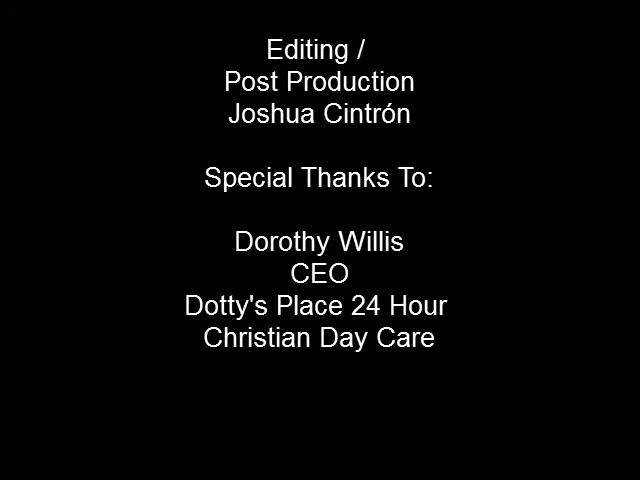 Editing /
Post Production
Joshua Cintrón
Special Thanks To:
Dorothy Willis
CEO
Dotty's Place 24 Hour
Christian Day Care